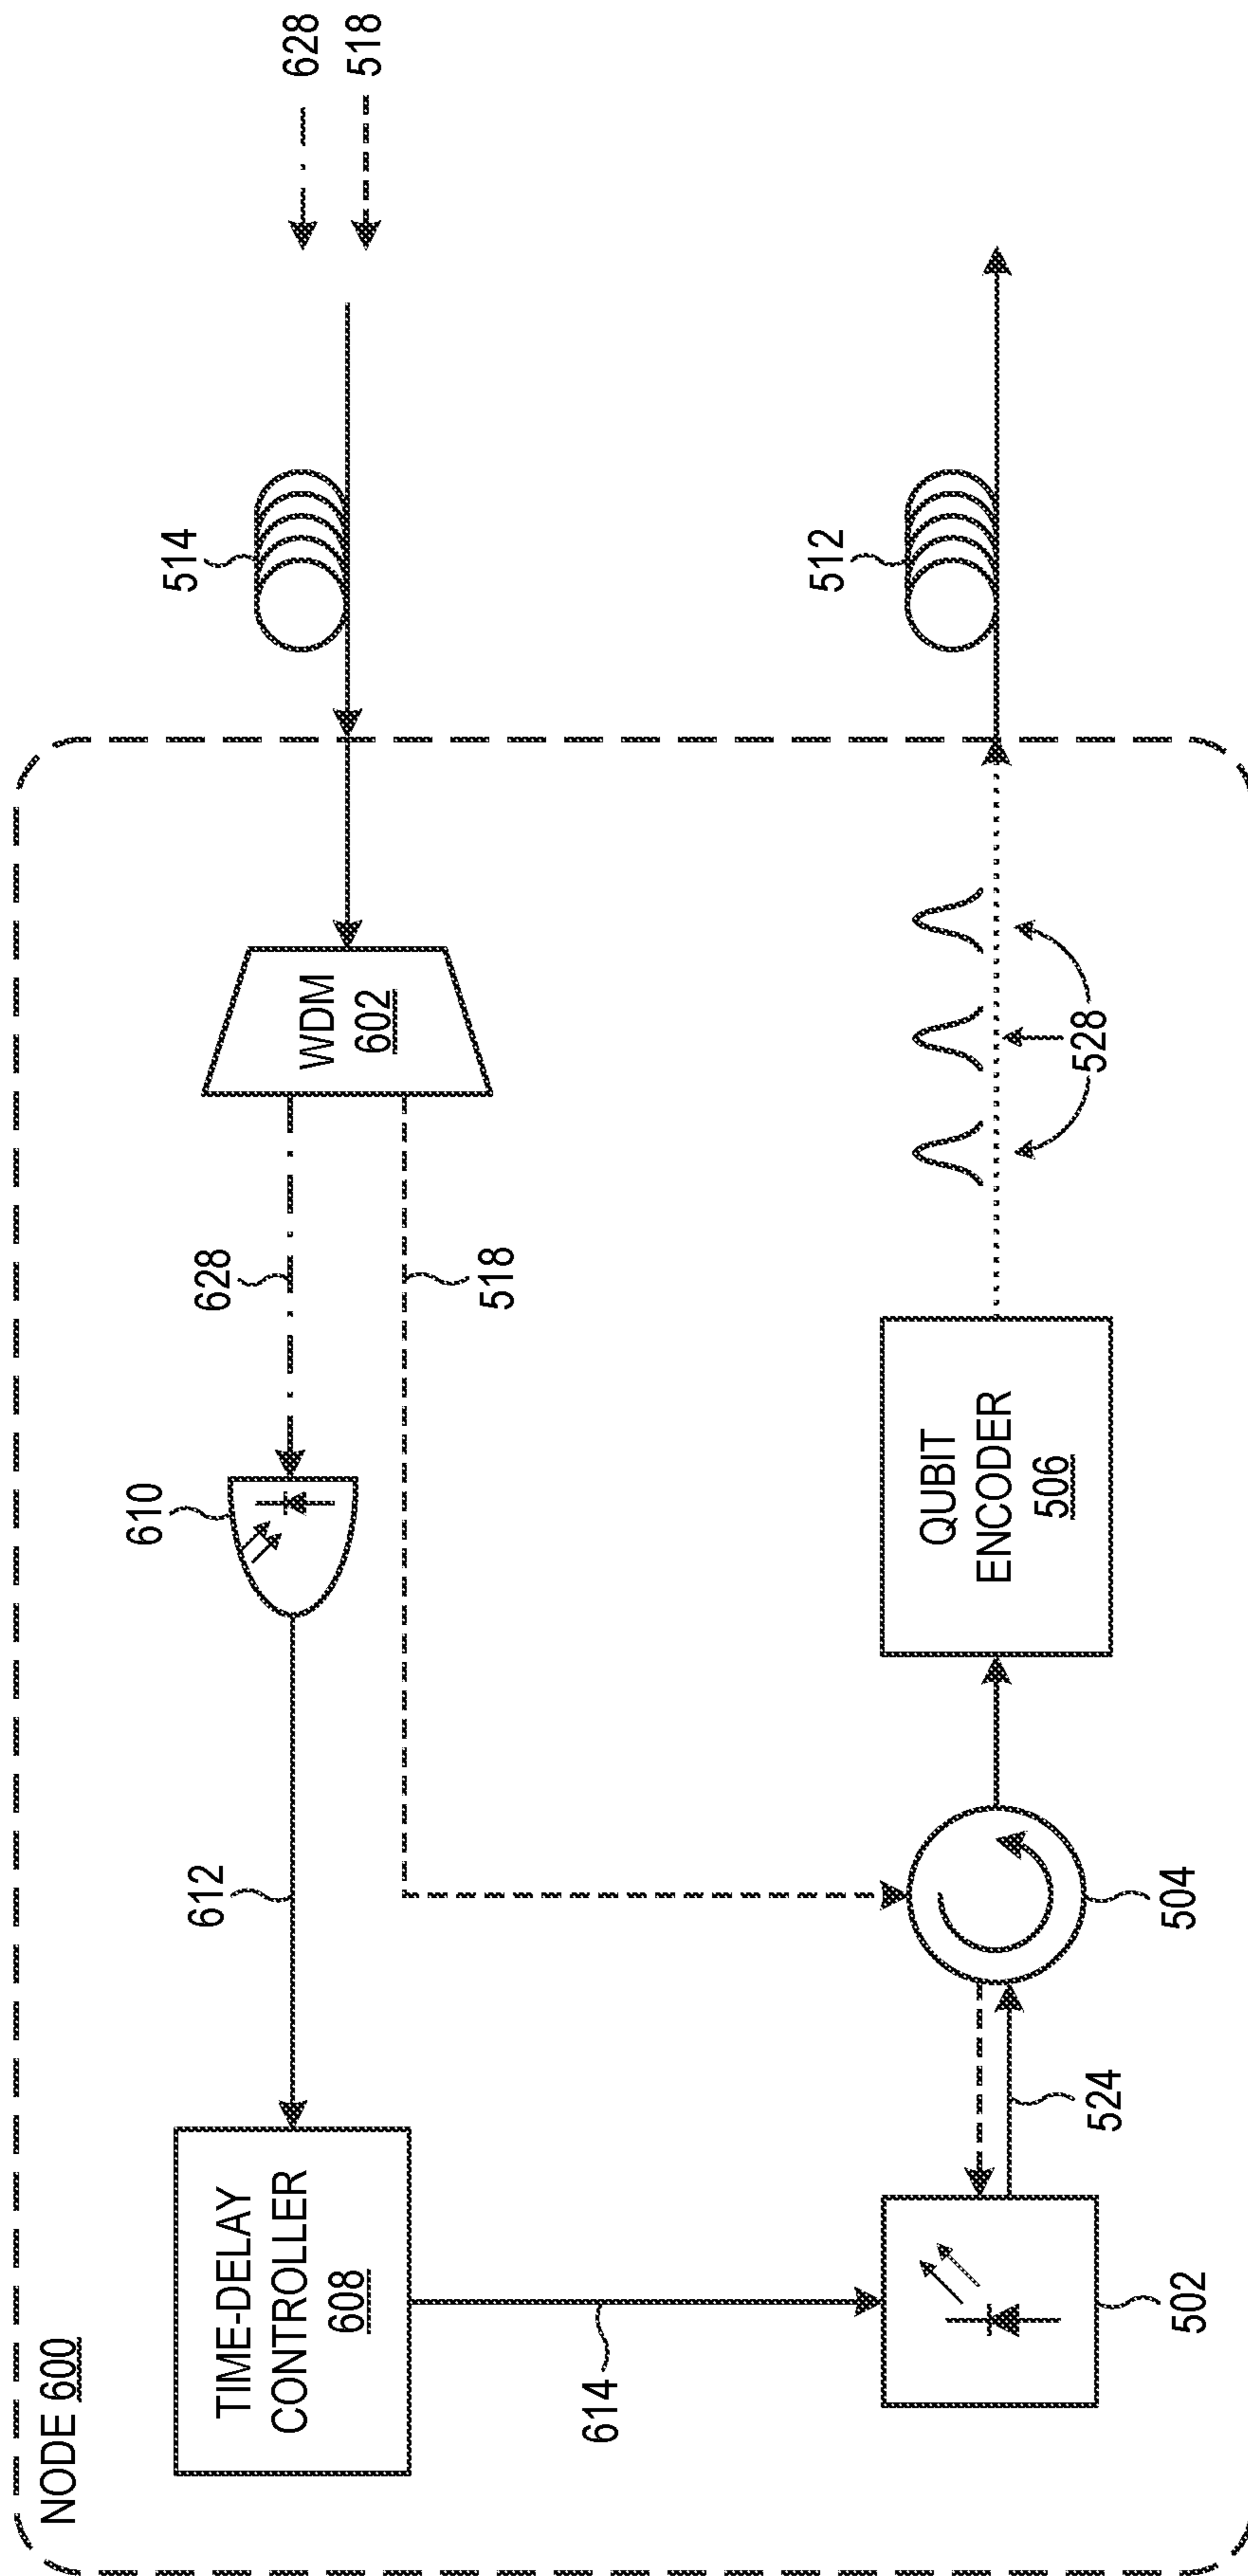 NODE 600
TIME-DELAY
CONTROLLER
608
612
610
628
WDM
602
514
628
518
518
614
502
524
504
QUBIT
ENCODER
506
528
512